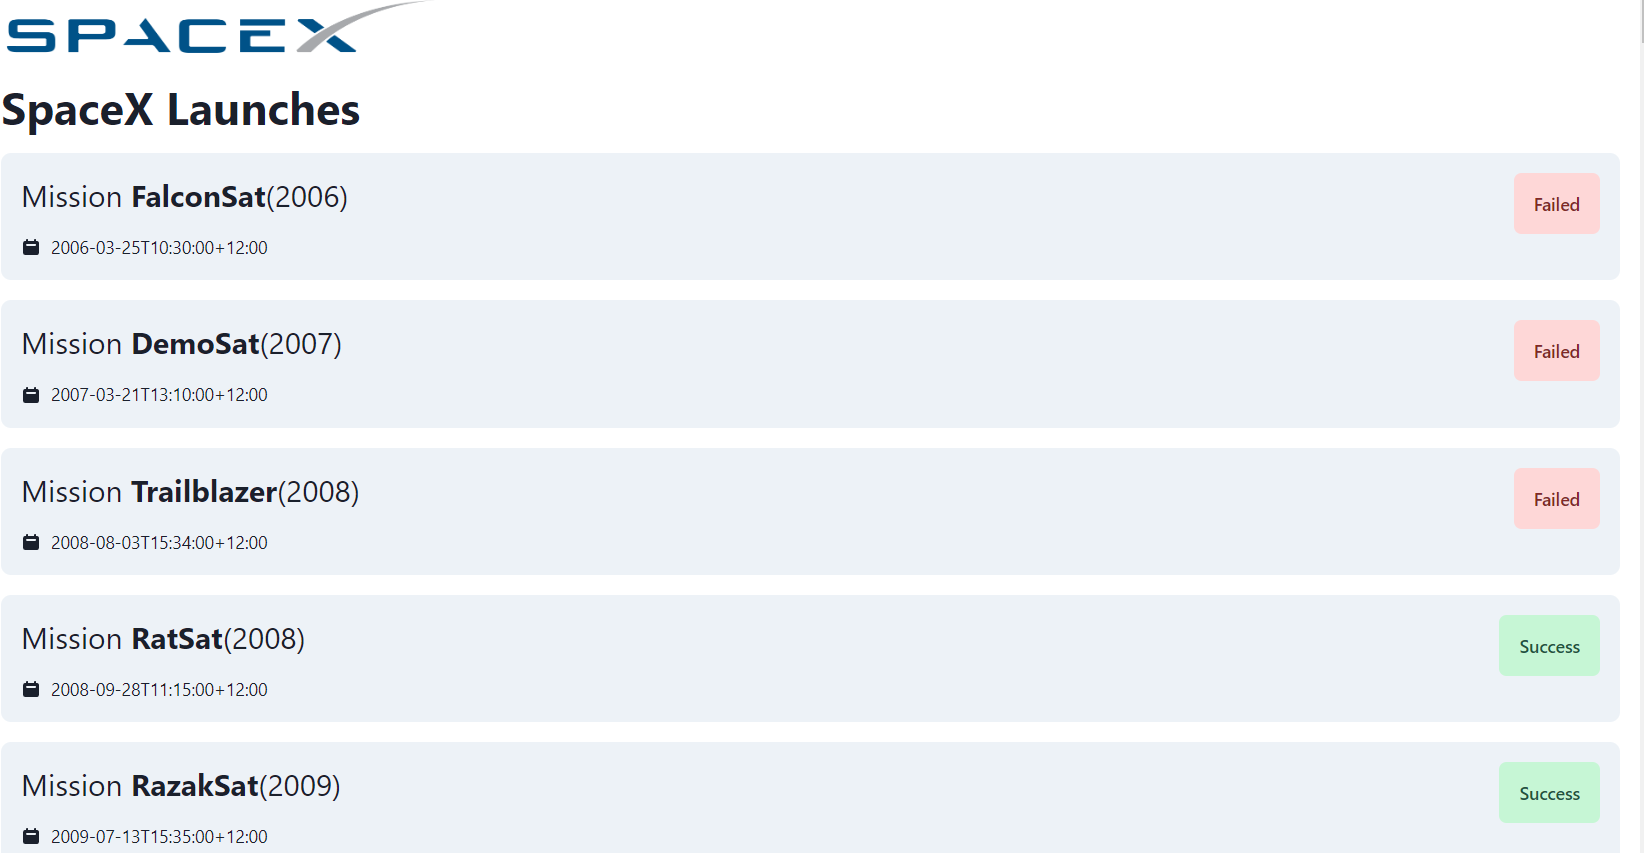 SPACEX
SpaceX Launches
Mission FalconSat(2006)
Failed
2006-03-25T10:30:00+12:00
Mission DemoSat(2007)
Failed
2007-03-21T13:10:00+12:00
Mission Trailblazer(2008)
Failed
2008-08-03T15:34:00+12:00
Mission RatSat(2008)
Success
2008-09-28T11:15:00+12:00
Mission RazakSat(2009)
Success
2009-07-13T15:35:00+12:00